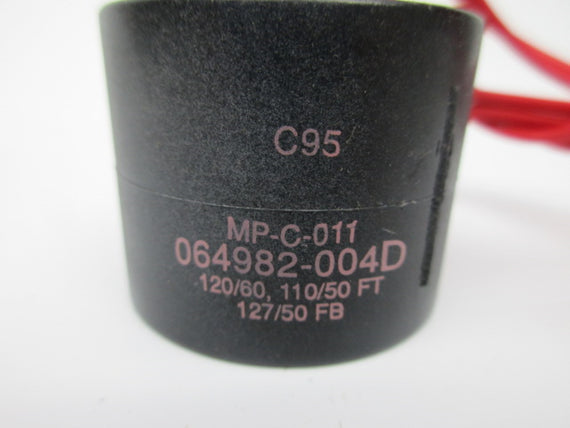 C95
MP-C-011
064982-004D
120/60, 110/50 FT
127/50 FB